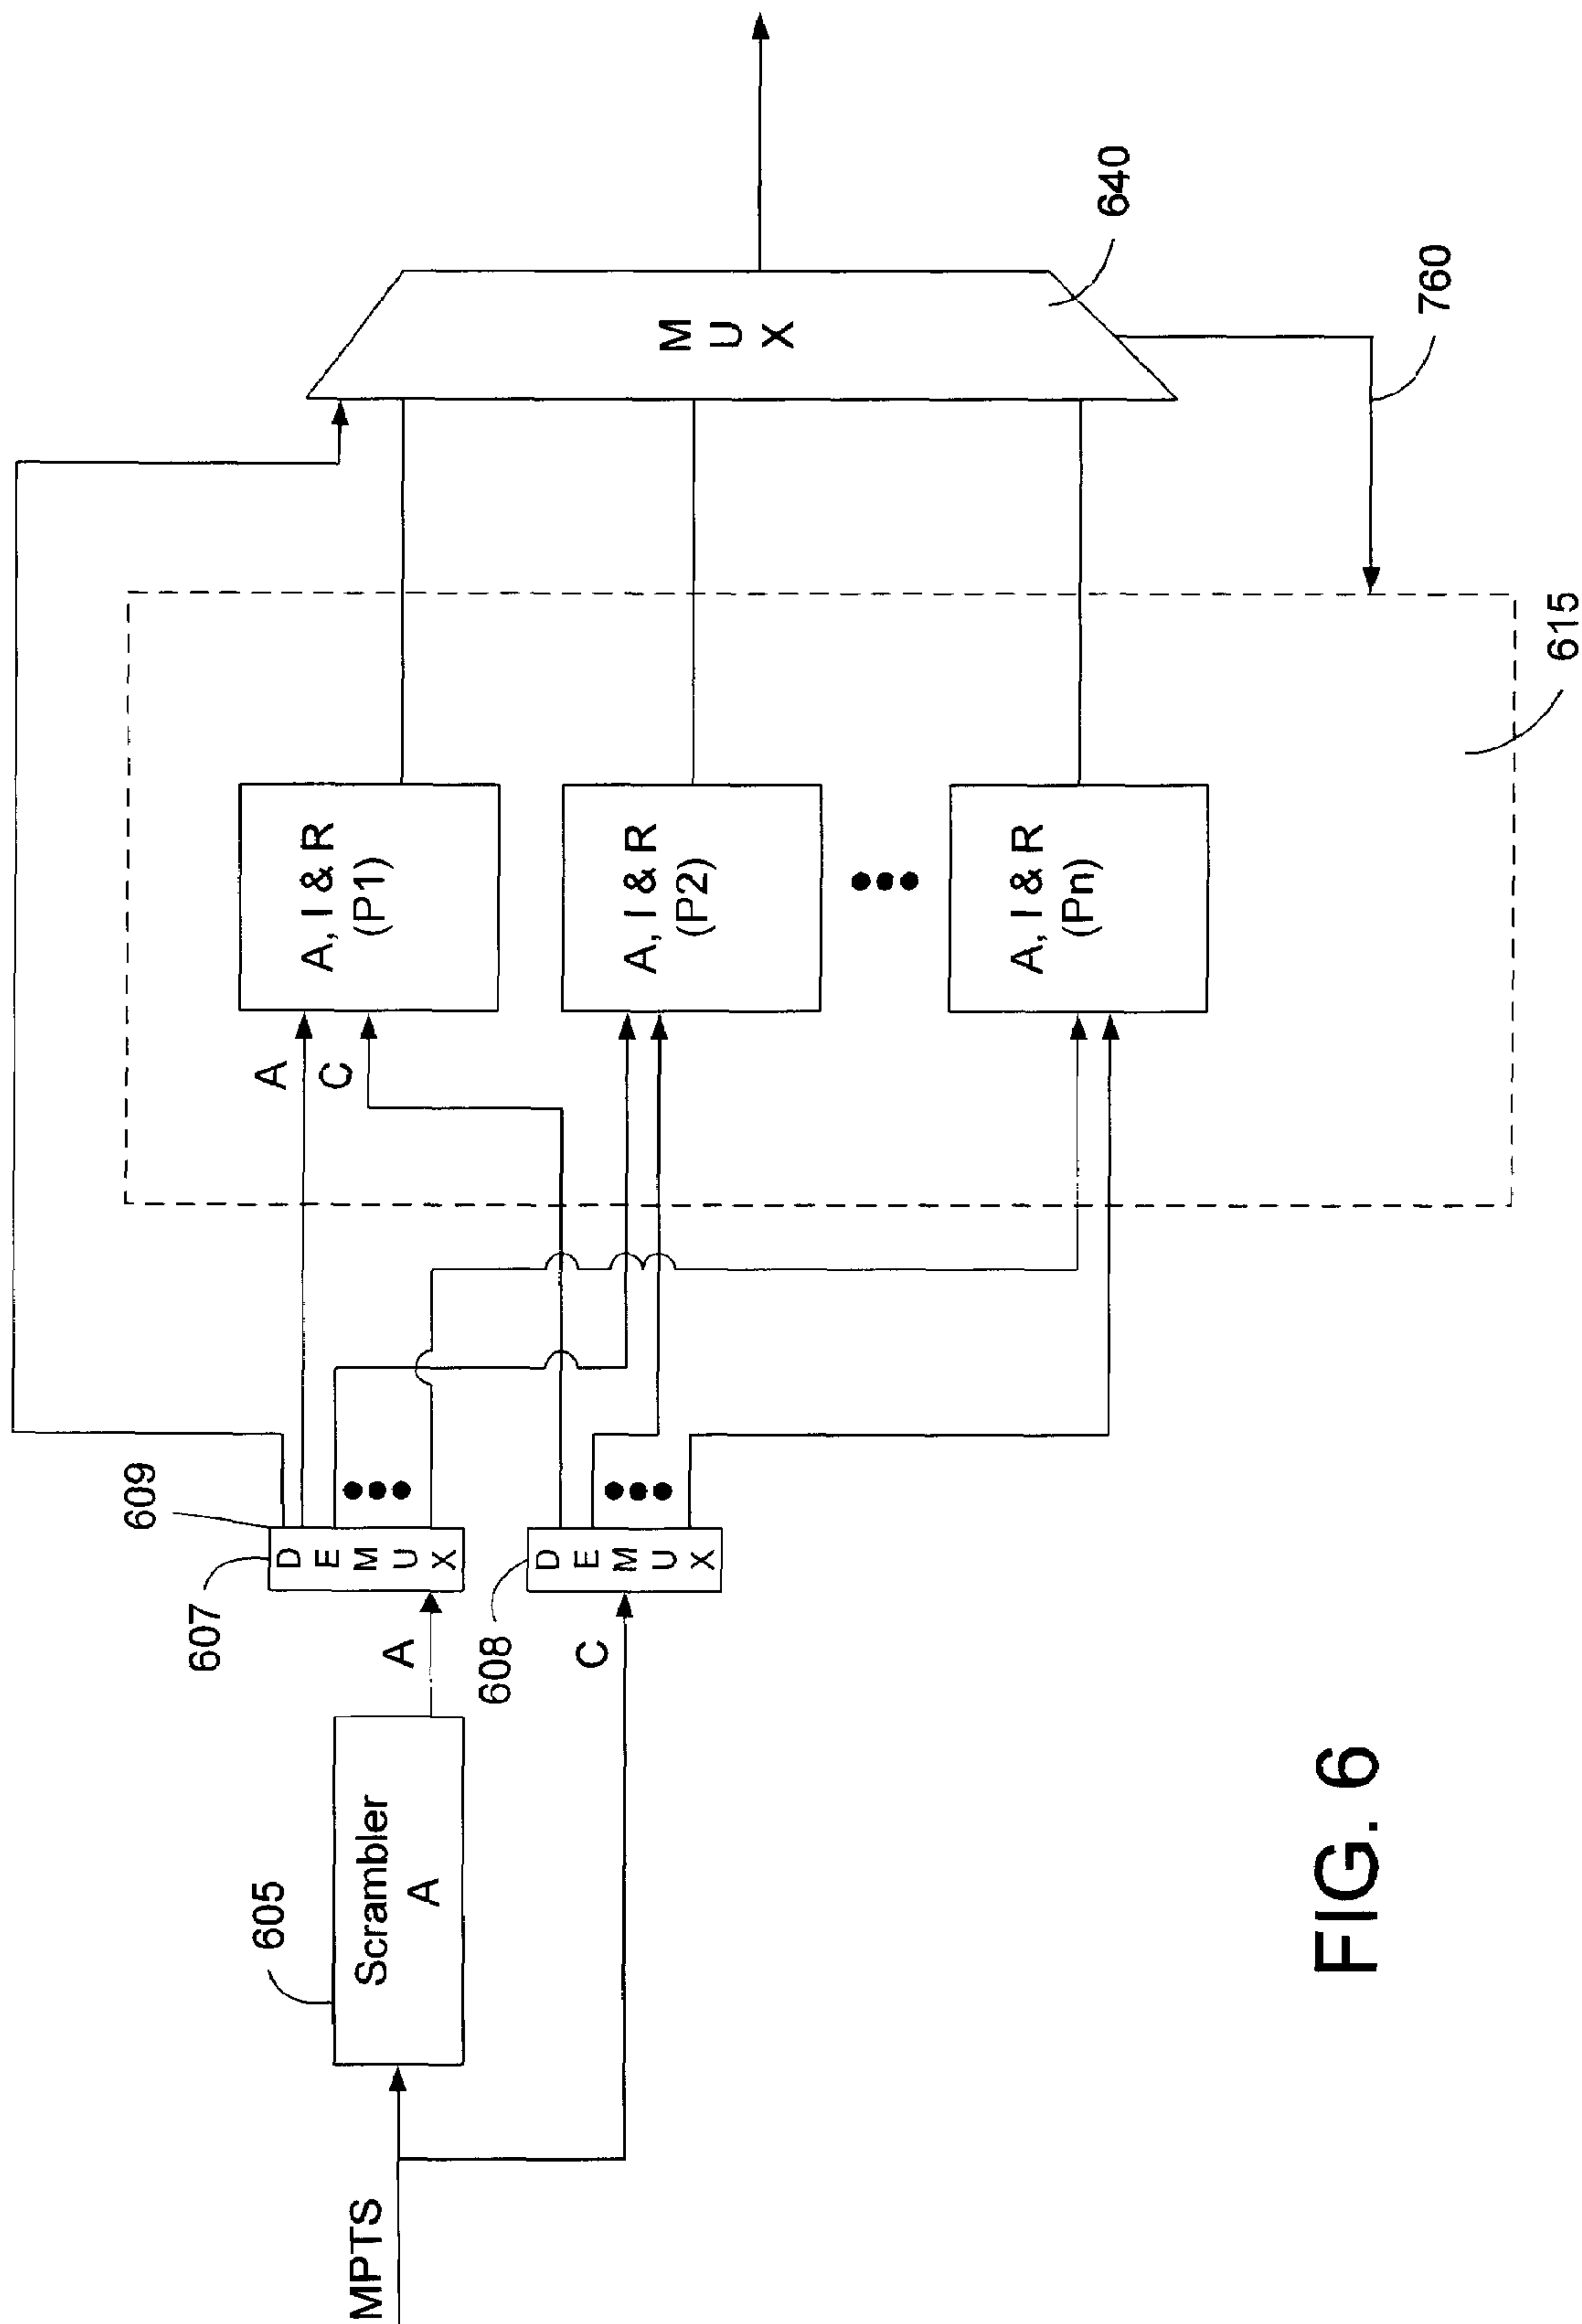 MPTS
605
Scrambler
A
A
C
607
609
608
D
E
M
U
X
D
E
M
U
X
A
C
A, I & R
(P1)
A, I & R
(P2)
A, I & R
(Pn)
615
M
U
X
640
760
FIG. 6